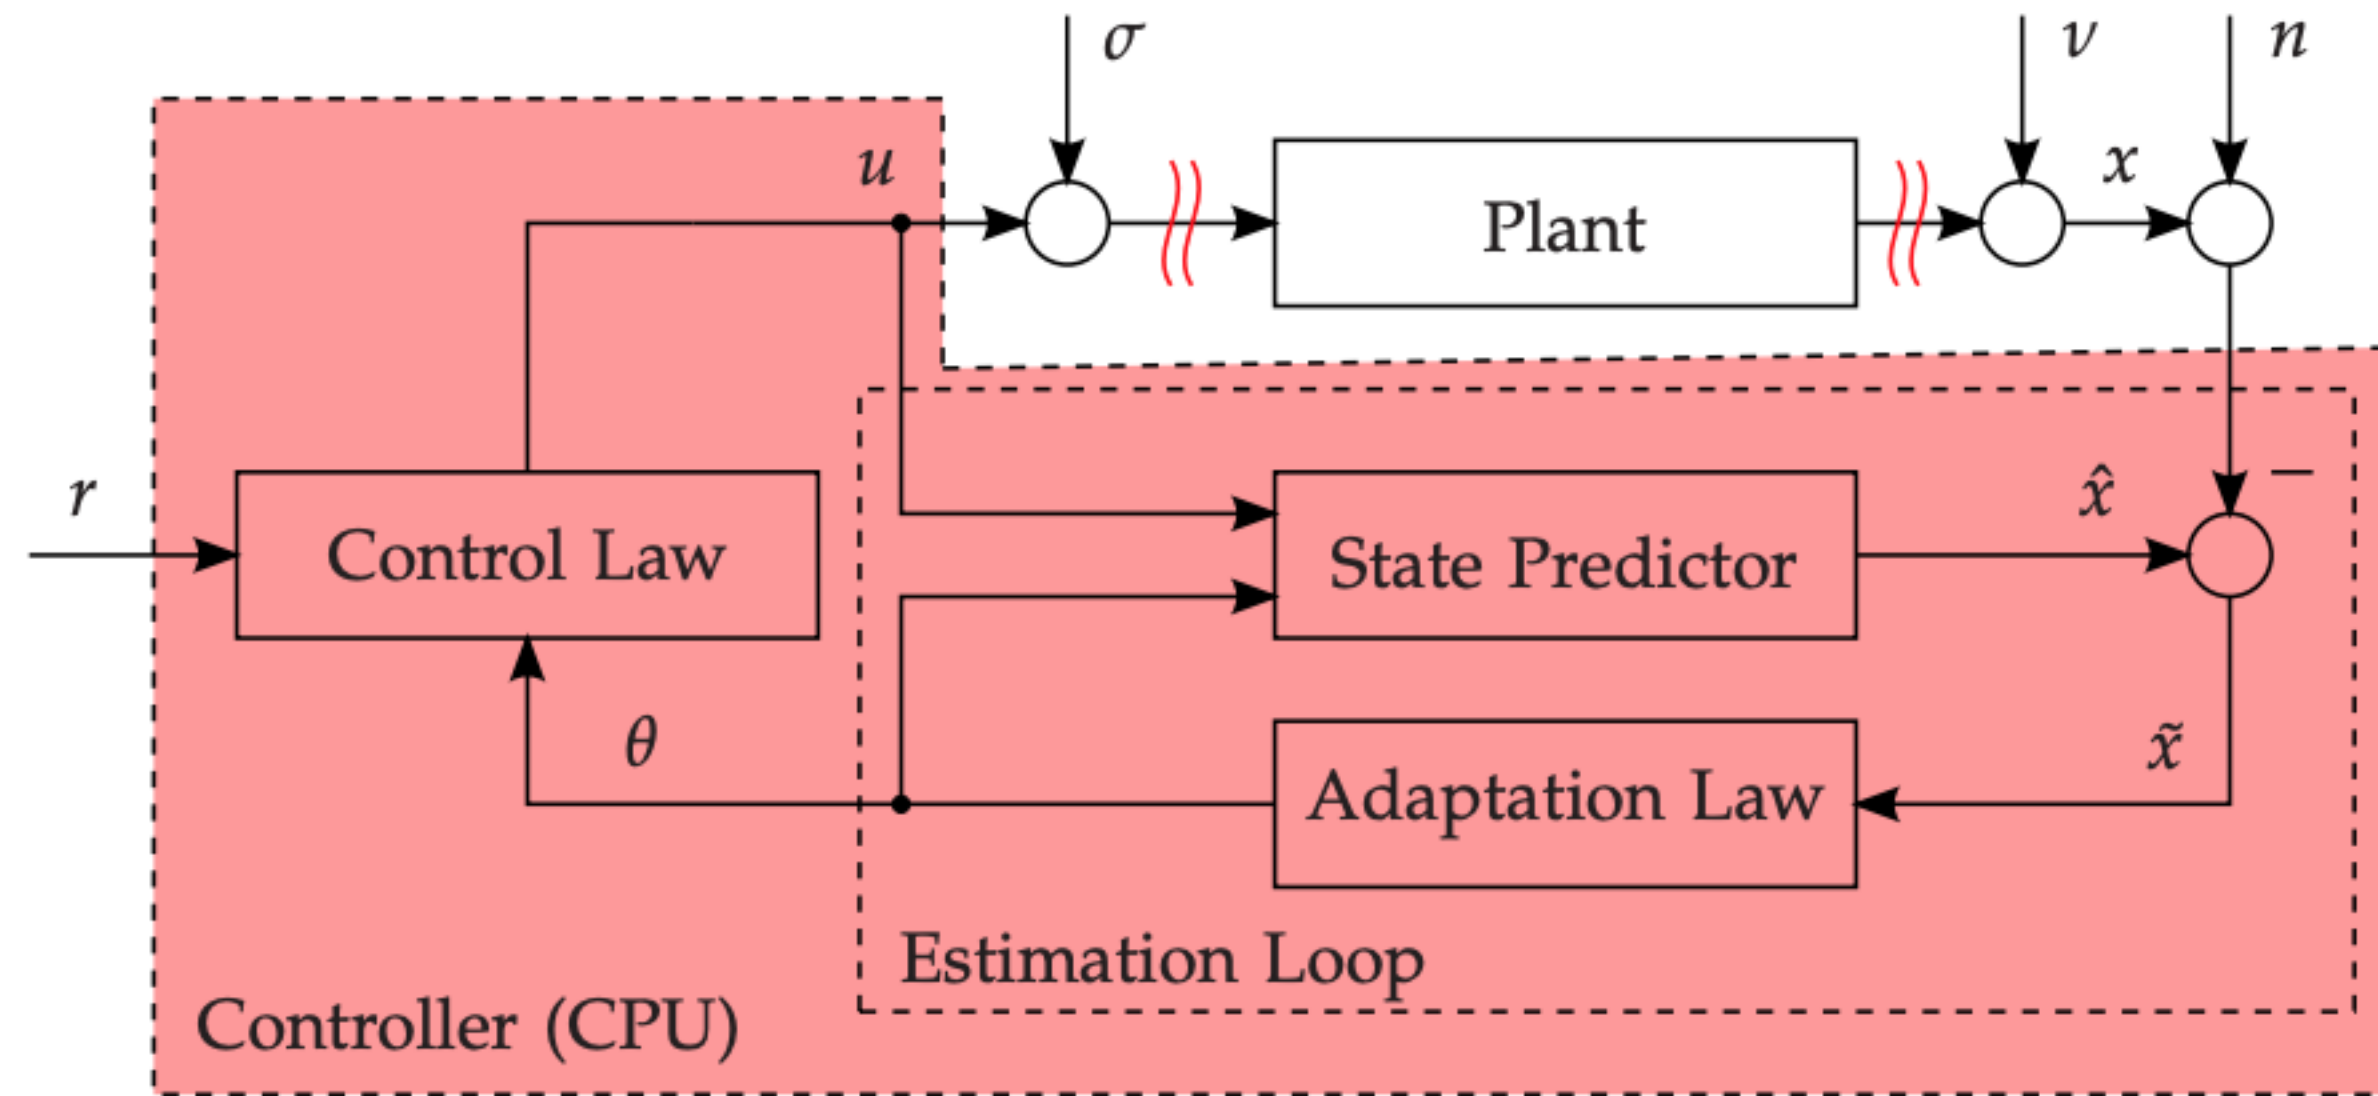 σ
ν
n
u
x
Plant
r
Control Law
State Predictor
x̂
−
θ
Adaptation Law
x̃
Estimation Loop
Controller (CPU)